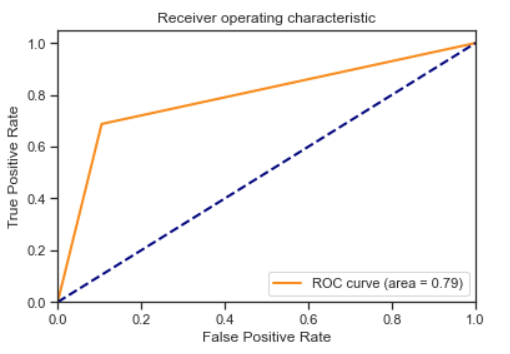 Receiver operating characteristic
1.0
0.8
0.6
0.4
0.2
0.0
True Positive Rate
ROC curve (area = 0.79)
0.0 0.2 0.4 0.6 0.8 1.0
False Positive Rate